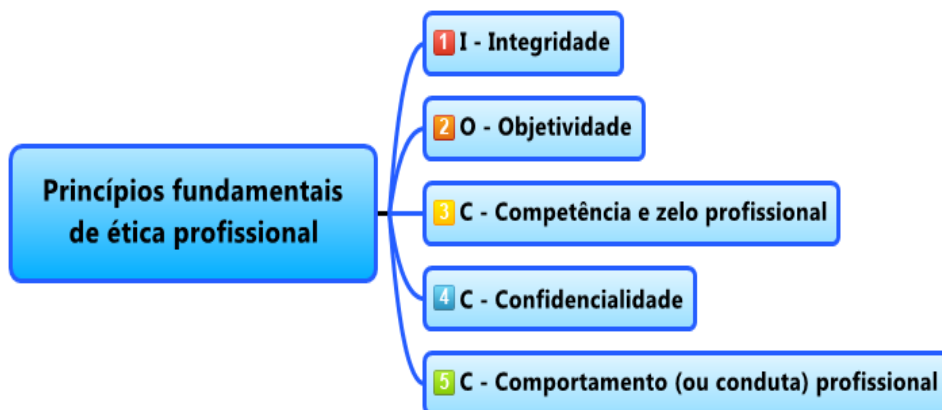 Princípios fundamentais
de ética profissional
1 I - Integridade
2 O - Objetividade
3 C - Competência e zelo profissional
4 C - Confidencialidade
5 C - Comportamento (ou conduta) profissional